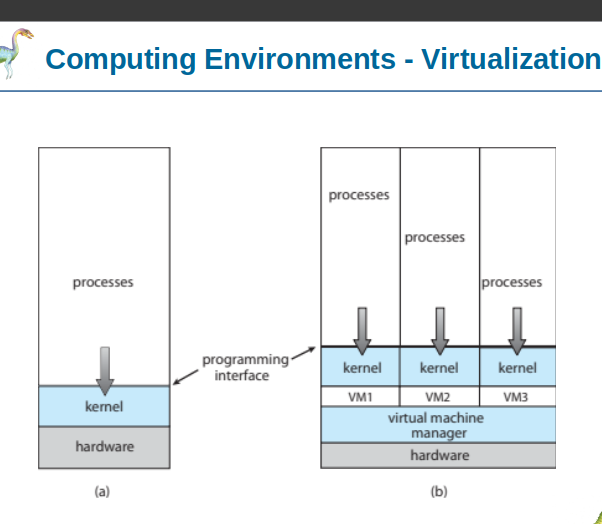 Computing Environments - Virtualization
processes
kernel
hardware
(a)
programming
interface
processes
processes
processes
kernel
kernel
kernel
VM1
VM2
VM3
virtual machine
manager
hardware
(b)